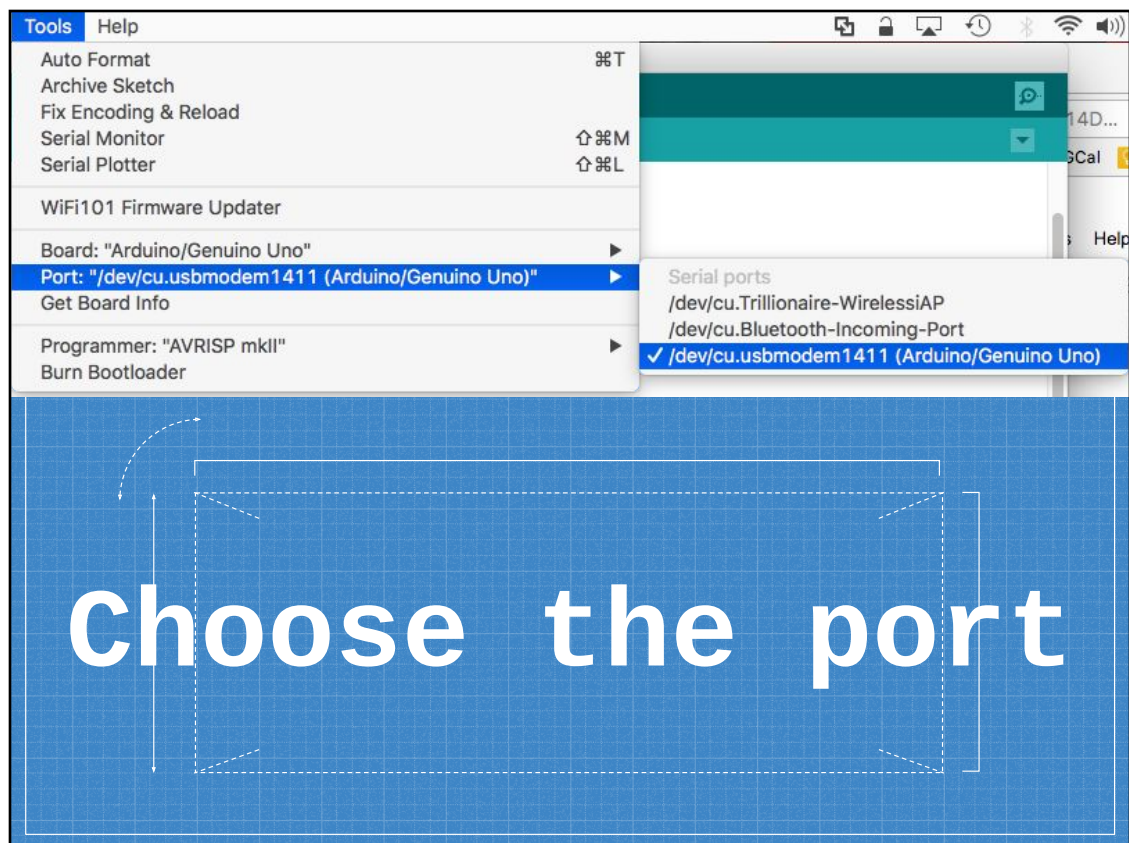 Tools Help
Auto Format ⌘T
Archive Sketch
Fix Encoding & Reload
Serial Monitor ⇧⌘M
Serial Plotter ⇧⌘L
WiFi101 Firmware Updater
Board: "Arduino/Genuino Uno" ▶
Port: "/dev/cu.usbmodem1411 (Arduino/Genuino Uno)" ▶
Get Board Info
Programmer: "AVRISP mkII" ▶
Burn Bootloader
14D...
GCal
s Help
Serial ports
/dev/cu.Trillionaire-WirelessiAP
/dev/cu.Bluetooth-Incoming-Port
✓ /dev/cu.usbmodem1411 (Arduino/Genuino Uno)
Choose the port